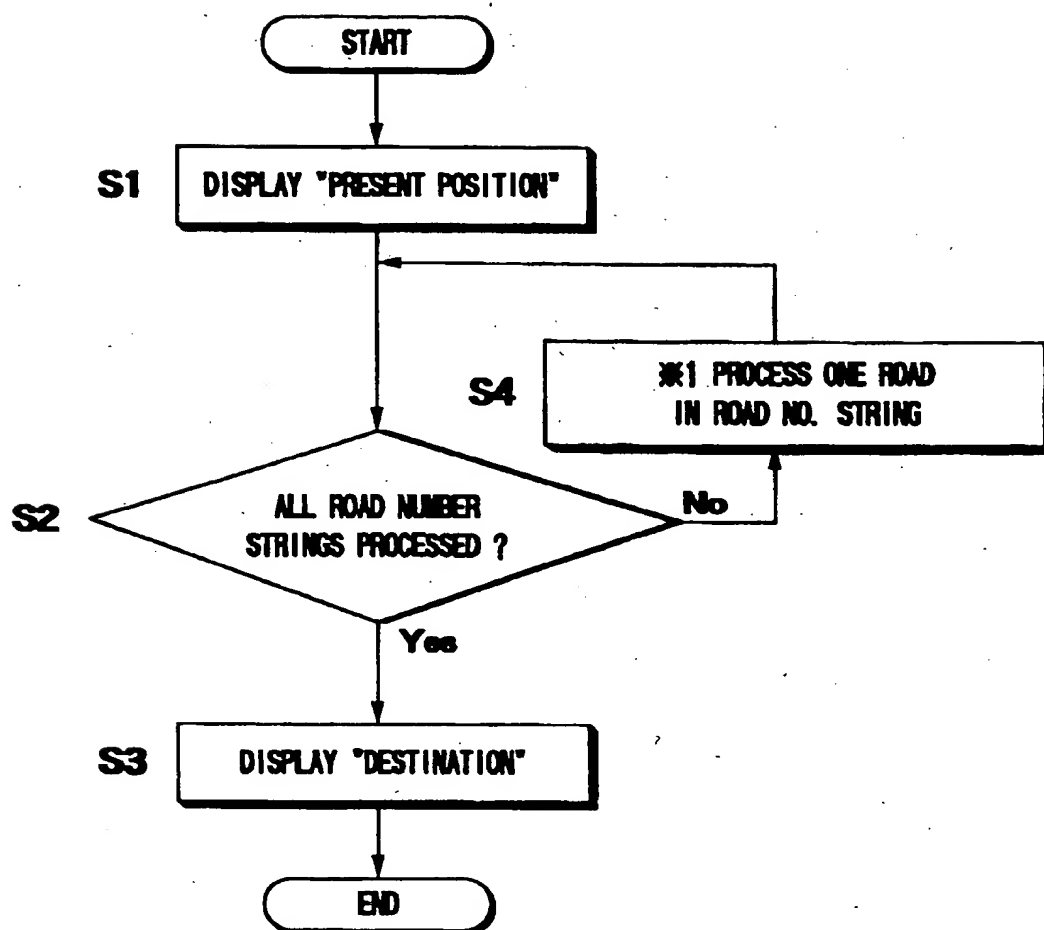 START
S1
DISPLAY "PRESENT POSITION"
S4
※1 PROCESS ONE ROAD
IN ROAD NO. STRING
S2
ALL ROAD NUMBER
STRINGS PROCESSED ?
No
Yes
S3
DISPLAY "DESTINATION"
END